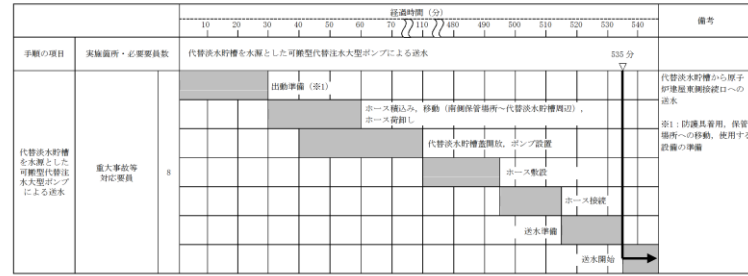 経過時間（分）
備考
10 20 30 40 50 60 70 110 480 490 500 510 520 530 540
手順の項目
実施箇所・必要要員数
代替淡水貯槽を水源とした可搬型代替注水大型ポンプによる送水
535 分
出動準備（※1）
ホース積込み，移動（南側保管場所～代替淡水貯槽周辺），
ホース荷卸し
代替淡水貯槽蓋開放，ポンプ設置
ホース敷設
ホース接続
送水準備
送水開始
代替淡水貯槽
を水源とした
可搬型代替注
水大型ポンプ
による送水
重大事故等
対応要員
8
代替淡水貯槽から原子
炉建屋東側接続口への
送水
※1：防護具着用，保管
場所への移動，使用する
設備の準備